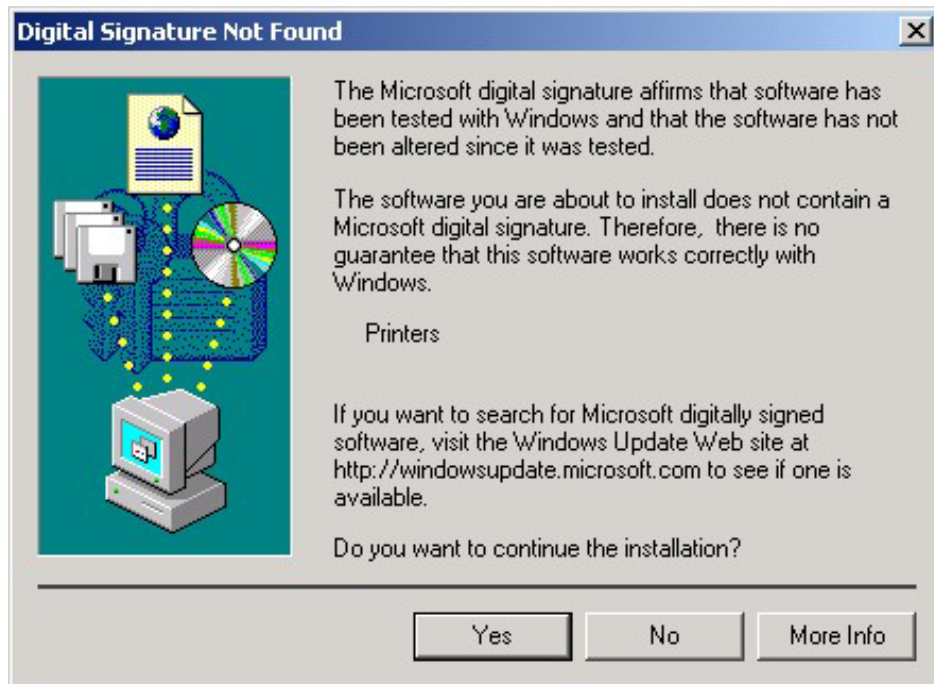 Digital Signature Not Found
The Microsoft digital signature affirms that software has
been tested with Windows and that the software has not
been altered since it was tested.
The software you are about to install does not contain a
Microsoft digital signature. Therefore, there is no
guarantee that this software works correctly with
Windows.
Printers
If you want to search for Microsoft digitally signed
software, visit the Windows Update Web site at
http://windowsupdate.microsoft.com to see if one is
available.
Do you want to continue the installation?
Yes
No
More Info